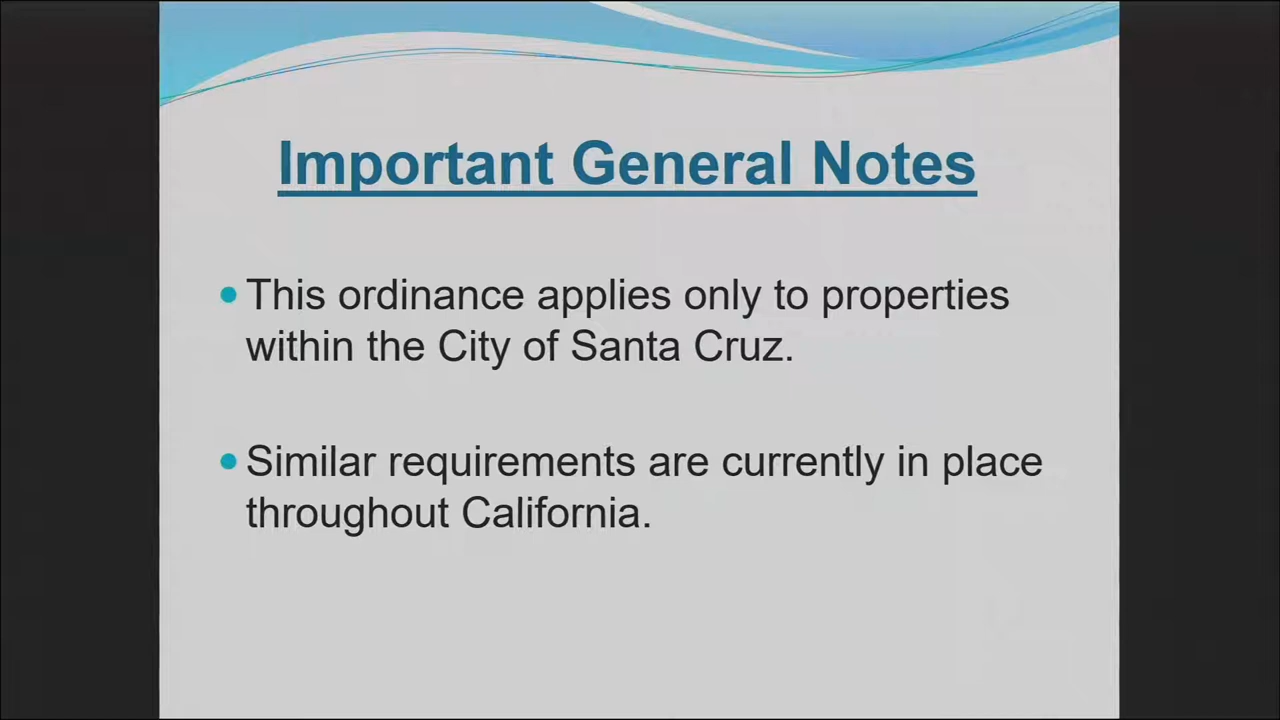 Important General Notes
This ordinance applies only to properties
within the City of Santa Cruz.
Similar requirements are currently in place
throughout California.